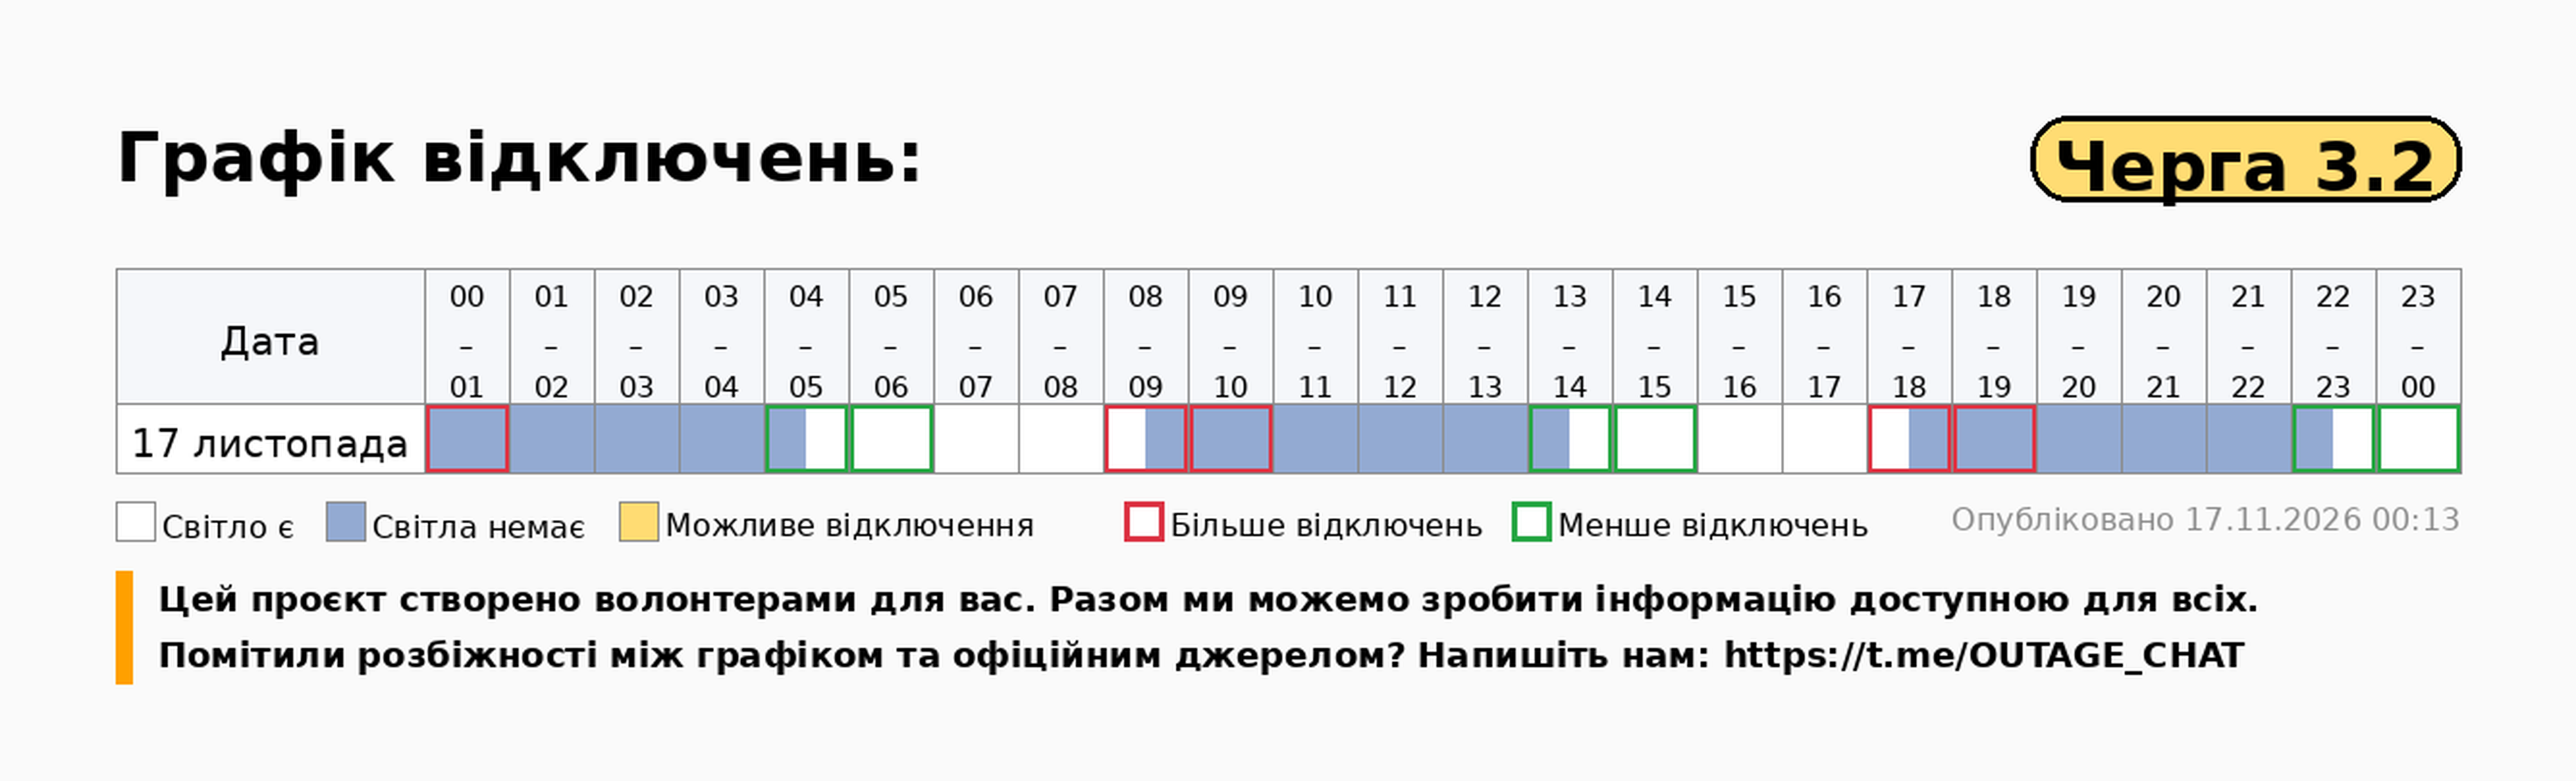 Графік відключень:
Черга 3.2
Дата
00 – 01
01 – 02
02 – 03
03 – 04
04 – 05
05 – 06
06 – 07
07 – 08
08 – 09
09 – 10
10 – 11
11 – 12
12 – 13
13 – 14
14 – 15
15 – 16
16 – 17
17 – 18
18 – 19
19 – 20
20 – 21
21 – 22
22 – 23
23 – 00
17 листопада
Світло є
Світла немає
Можливе відключення
Більше відключень
Менше відключень
Опубліковано 17.11.2026 00:13
Цей проєкт створено волонтерами для вас. Разом ми можемо зробити інформацію доступною для всіх.
Помітили розбіжності між графіком та офіційним джерелом? Напишіть нам: https://t.me/OUTAGE_CHAT